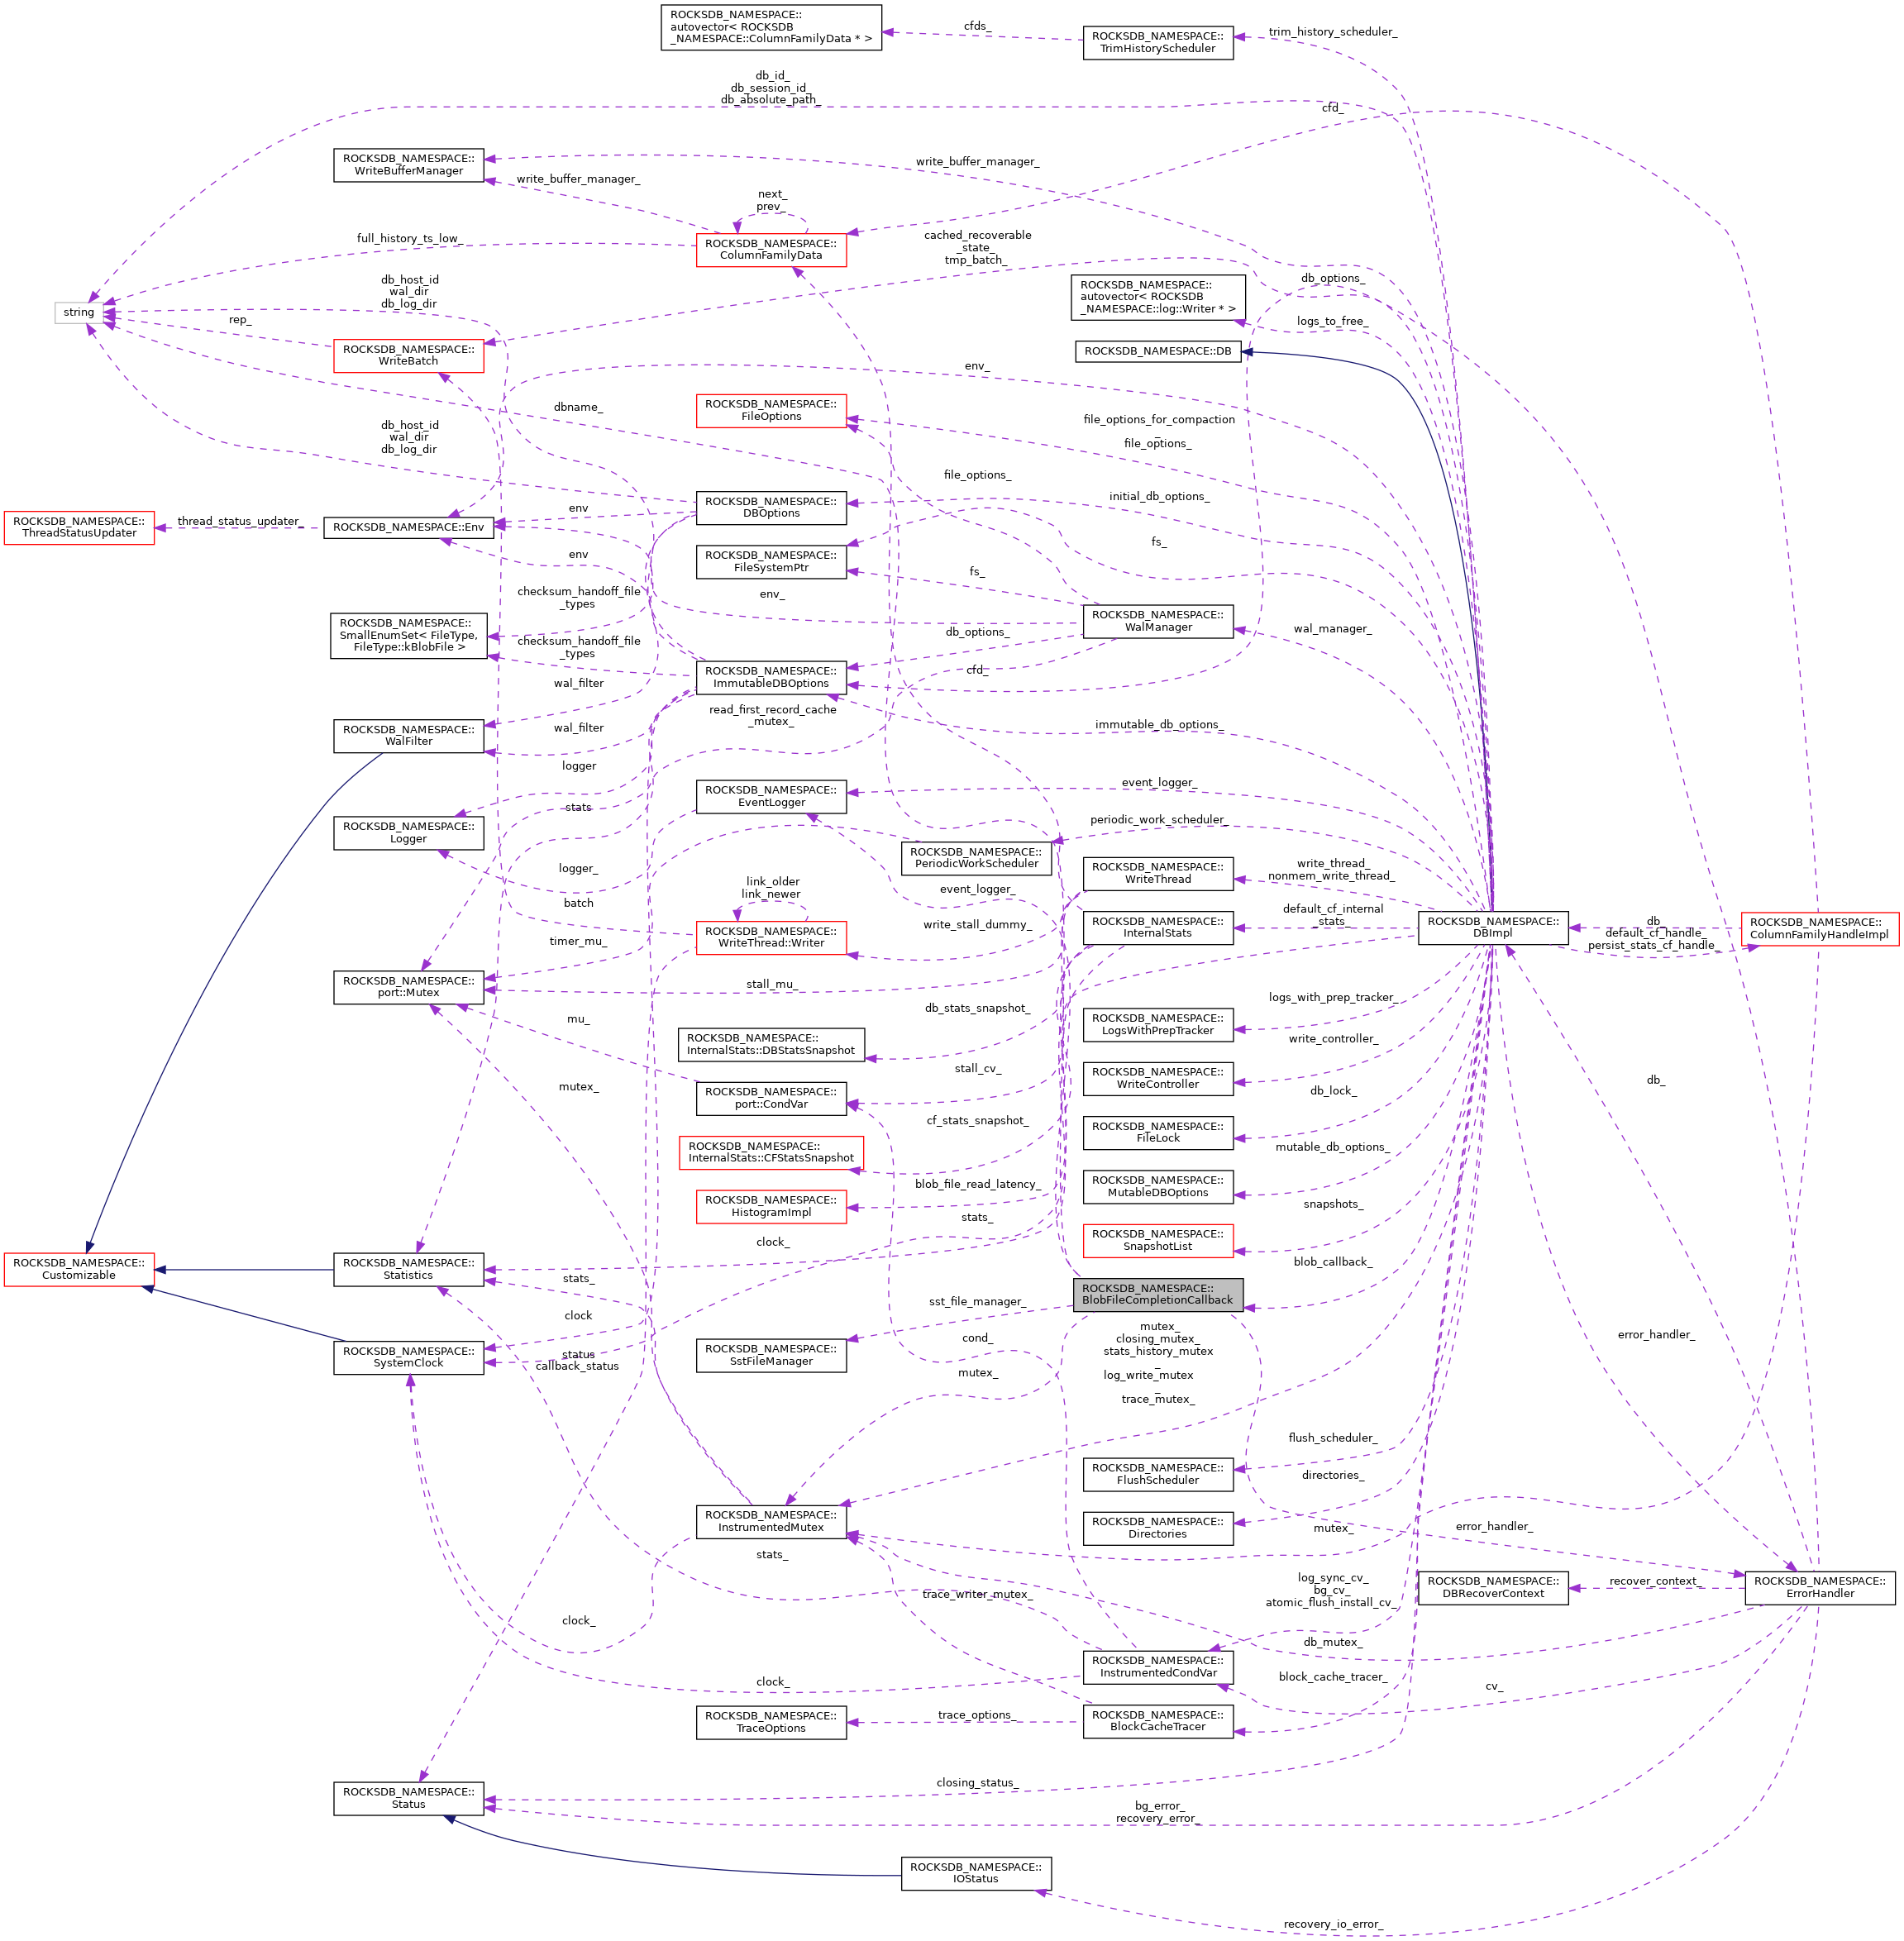 ROCKSDB_NAMESPACE::
autovector< ROCKSDB
_NAMESPACE::ColumnFamilyData * >
cfds_
ROCKSDB_NAMESPACE::
TrimHistoryScheduler
trim_history_scheduler_
db_id_
db_session_id_
db_absolute_path_
cfd_
ROCKSDB_NAMESPACE::
WriteBufferManager
write_buffer_manager_
write_buffer_manager_
next_
prev_
full_history_ts_low_
ROCKSDB_NAMESPACE::
ColumnFamilyData
cached_recoverable
_state_
tmp_batch_
db_host_id
wal_dir
db_log_dir
ROCKSDB_NAMESPACE::
autovector< ROCKSDB
_NAMESPACE::log::Writer * >
db_options_
string
rep_
logs_to_free_
ROCKSDB_NAMESPACE::
WriteBatch
ROCKSDB_NAMESPACE::DB
env_
dbname_
ROCKSDB_NAMESPACE::
FileOptions
file_options_for_compaction
_
file_options_
db_host_id
wal_dir
db_log_dir
file_options_
ROCKSDB_NAMESPACE::
DBOptions
initial_db_options_
ROCKSDB_NAMESPACE::
ThreadStatusUpdater
thread_status_updater_
ROCKSDB_NAMESPACE::Env
env
fs_
env
ROCKSDB_NAMESPACE::
FileSystemPtr
fs_
checksum_handoff_file
_types
env_
ROCKSDB_NAMESPACE::
WalManager
wal_manager_
ROCKSDB_NAMESPACE::
SmallEnumSet< FileType,
FileType::kBlobFile >
checksum_handoff_file
_types
db_options_
ROCKSDB_NAMESPACE::
ImmutableDBOptions
cfd_
wal_filter
read_first_record_cache
_mutex_
immutable_db_options_
ROCKSDB_NAMESPACE::
WalFilter
wal_filter
logger
ROCKSDB_NAMESPACE::
EventLogger
event_logger_
stats
periodic_work_scheduler_
ROCKSDB_NAMESPACE::
Logger
ROCKSDB_NAMESPACE::
PeriodicWorkScheduler
logger_
ROCKSDB_NAMESPACE::
WriteThread
write_thread_
nonmem_write_thread_
link_older
link_newer
event_logger_
batch
ROCKSDB_NAMESPACE::
WriteThread::Writer
write_stall_dummy_
ROCKSDB_NAMESPACE::
InternalStats
default_cf_internal
_stats_
ROCKSDB_NAMESPACE::
DBImpl
db_
default_cf_handle_
persist_stats_cf_handle_
ROCKSDB_NAMESPACE::
ColumnFamilyHandleImpl
timer_mu_
ROCKSDB_NAMESPACE::
port::Mutex
stall_mu_
logs_with_prep_tracker_
db_stats_snapshot_
mu_
ROCKSDB_NAMESPACE::
LogsWithPrepTracker
ROCKSDB_NAMESPACE::
InternalStats::DBStatsSnapshot
write_controller_
stall_cv_
ROCKSDB_NAMESPACE::
WriteController
mutex_
ROCKSDB_NAMESPACE::
port::CondVar
db_lock_
db_
cf_stats_snapshot_
ROCKSDB_NAMESPACE::
FileLock
ROCKSDB_NAMESPACE::
InternalStats::CFStatsSnapshot
mutable_db_options_
blob_file_read_latency_
ROCKSDB_NAMESPACE::
MutableDBOptions
ROCKSDB_NAMESPACE::
HistogramImpl
snapshots_
stats_
ROCKSDB_NAMESPACE::
SnapshotList
clock_
ROCKSDB_NAMESPACE::
Customizable
ROCKSDB_NAMESPACE::
Statistics
stats_
blob_callback_
ROCKSDB_NAMESPACE::
BlobFileCompletionCallback
sst_file_manager_
clock
mutex_
closing_mutex_
stats_history_mutex
_
log_write_mutex
_
trace_mutex_
error_handler_
ROCKSDB_NAMESPACE::
SystemClock
status
callback_status
ROCKSDB_NAMESPACE::
SstFileManager
cond_
mutex_
flush_scheduler_
ROCKSDB_NAMESPACE::
FlushScheduler
directories_
ROCKSDB_NAMESPACE::
InstrumentedMutex
ROCKSDB_NAMESPACE::
Directories
mutex_
error_handler_
stats_
trace_writer_mutex_
log_sync_cv_
bg_cv_
atomic_flush_install_cv_
ROCKSDB_NAMESPACE::
DBRecoverContext
recover_context_
ROCKSDB_NAMESPACE::
ErrorHandler
clock_
db_mutex_
ROCKSDB_NAMESPACE::
InstrumentedCondVar
clock_
block_cache_tracer_
cv_
ROCKSDB_NAMESPACE::
TraceOptions
trace_options_
ROCKSDB_NAMESPACE::
BlockCacheTracer
closing_status_
ROCKSDB_NAMESPACE::
Status
bg_error_
recovery_error_
ROCKSDB_NAMESPACE::
IOStatus
recovery_io_error_